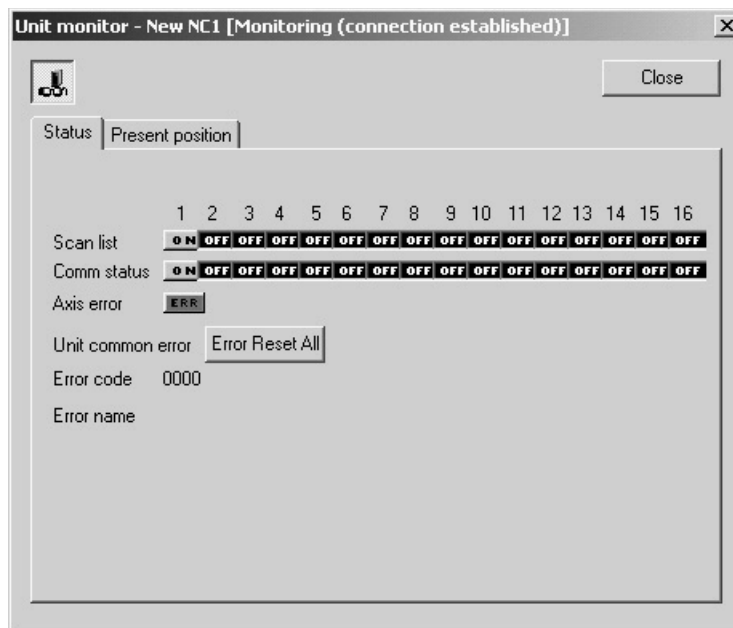 Unit monitor - New NC1 [Monitoring (connection established)]
Close
Status Present position
1 2 3 4 5 6 7 8 9 10 11 12 13 14 15 16
Scan list ON OFF OFF OFF OFF OFF OFF OFF OFF OFF OFF OFF OFF OFF OFF OFF
Comm status ON OFF OFF OFF OFF OFF OFF OFF OFF OFF OFF OFF OFF OFF OFF OFF
Axis error ERR
Unit common error Error Reset All
Error code 0000
Error name